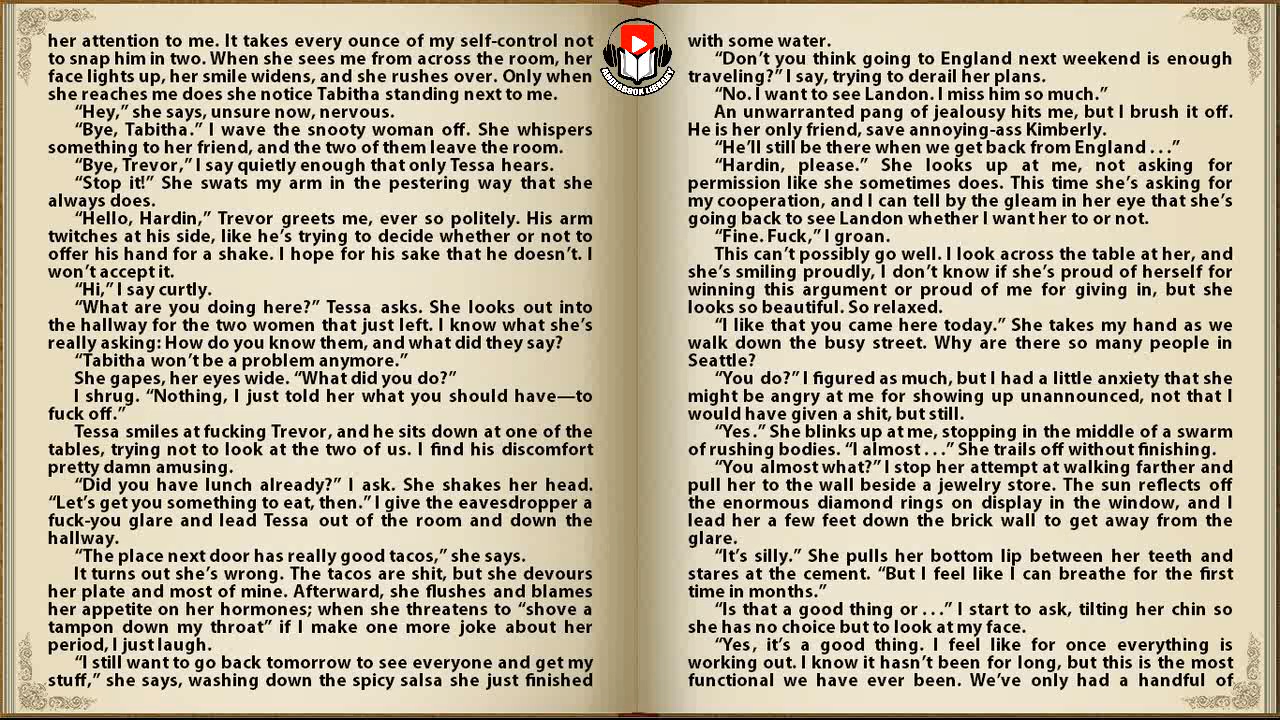 her attention to me. It takes every ounce of my self-control not
to snap him in two. When she sees me from across the room, her
face lights up, her smile widens, and she rushes over. Only when
she reaches me does she notice Tabitha standing next to me.
“Hey,” she says, unsure now, nervous.
“Bye, Tabitha.” I wave the snooty woman off. She whispers
something to her friend, and the two of them leave the room.
“Bye, Trevor,” I say quietly enough that only Tessa hears.
“Stop it!” She swats my arm in the pestering way that she
always does.
“Hello, Hardin,” Trevor greets me, ever so politely. His arm
twitches at his side, like he’s trying to decide whether or not to
offer his hand for a shake. I hope for his sake that he doesn’t. I
won’t accept it.
“Hi,” I say curtly.
“What are you doing here?” Tessa asks. She looks out into
the hallway for the two women that just left. I know what she’s
really asking: How do you know them, and what did they say?
“Tabitha won’t be a problem anymore.”
She gapes, her eyes wide. “What did you do?”
I shrug. “Nothing, I just told her what you should have—to
fuck off.”
Tessa smiles at fucking Trevor, and he sits down at one of the
tables, trying not to look at the two of us. I find his discomfort
pretty damn amusing.
“Did you have lunch already?” I ask. She shakes her head.
“Let’s get you something to eat, then.” I give the eavesdropper a
fuck-you glare and lead Tessa out of the room and down the
hallway.
“The place next door has really good tacos,” she says.
It turns out she’s wrong. The tacos are shit, but she devours
her plate and most of mine. Afterward, she flushes and blames
her appetite on her hormones; when she threatens to “shove a
tampon down my throat” if I make one more joke about her
period, I just laugh.
“I still want to go back tomorrow to see everyone and get my
stuff,” she says, washing down the spicy salsa she just finished
AUDIOBOOK LIBRARY
with some water.
“Don’t you think going to England next weekend is enough
traveling?” I say, trying to derail her plans.
“No. I want to see Landon. I miss him so much.”
An unwarranted pang of jealousy hits me, but I brush it off.
He is her only friend, save annoying-ass Kimberly.
“He’ll still be there when we get back from England . . .”
“Hardin, please.” She looks up at me, not asking for
permission like she sometimes does. This time she’s asking for
my cooperation, and I can tell by the gleam in her eye that she’s
going back to see Landon whether I want her to or not.
“Fine. Fuck,” I groan.
This can’t possibly go well. I look across the table at her, and
she’s smiling proudly, I don’t know if she’s proud of herself for
winning this argument or proud of me for giving in, but she
looks so beautiful. So relaxed.
“I like that you came here today.” She takes my hand as we
walk down the busy street. Why are there so many people in
Seattle?
“You do?” I figured as much, but I had a little anxiety that she
might be angry at me for showing up unannounced, not that I
would have given a shit, but still.
“Yes.” She blinks up at me, stopping in the middle of a swarm
of rushing bodies. “I almost . . .” She trails off without finishing.
“You almost what?” I stop her attempt at walking farther and
pull her to the wall beside a jewelry store. The sun reflects off
the enormous diamond rings on display in the window, and I
lead her a few feet down the brick wall to get away from the
glare.
“It’s silly.” She pulls her bottom lip between her teeth and
stares at the cement. “But I feel like I can breathe for the first
time in months.”
“Is that a good thing or . . .” I start to ask, tilting her chin so
she has no choice but to look at my face.
“Yes, it’s a good thing. I feel like for once everything is
working out. I know it hasn’t been for long, but this is the most
functional we have ever been. We’ve only had a handful of